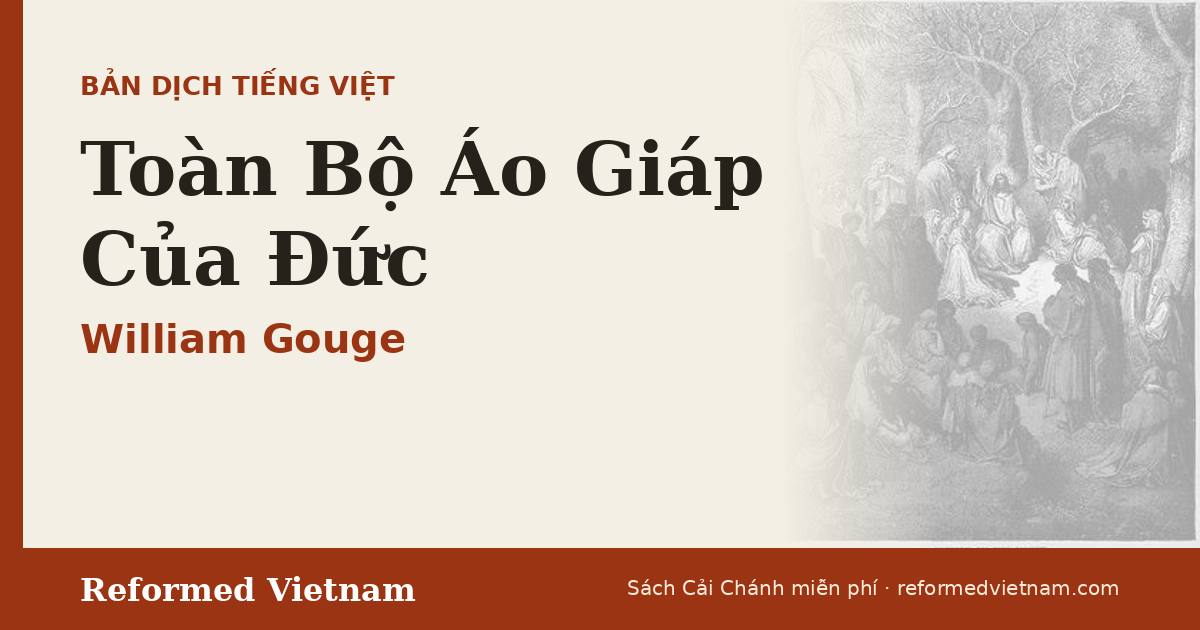 BẢN DỊCH TIẾNG VIỆT
Toàn Bộ Áo Giáp
Của Đức
William Gouge
Reformed Vietnam
Sách Cải Chánh miễn phí · reformedvietnam.com